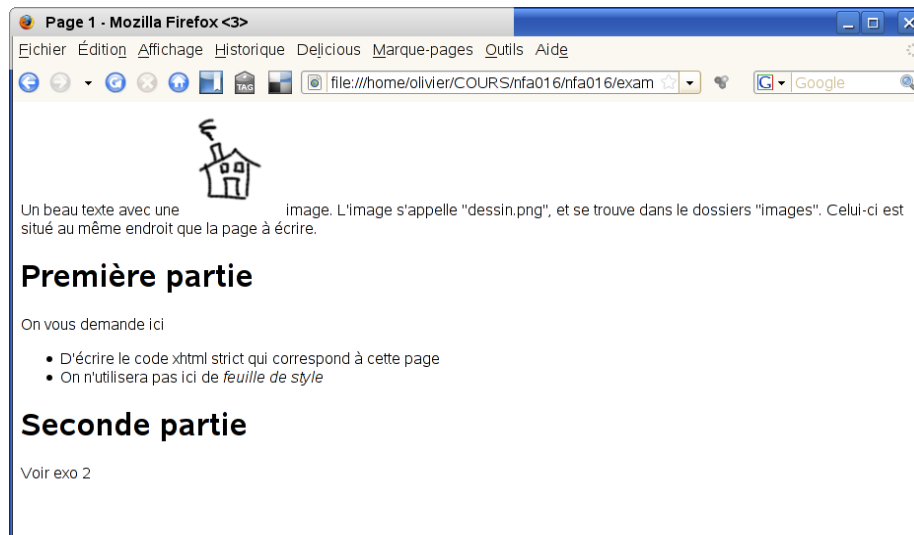 Page 1 - Mozilla Firefox <3>
Fichier Édition Affichage Historique Delicious Marque-pages Outils Aide
TAG file:///home/olivier/COURS/nfa016/nfa016/exam G Google
Un beau texte avec une image. L'image s'appelle "dessin.png", et se trouve dans le dossiers "images". Celui-ci est
situé au même endroit que la page à écrire.
Première partie
On vous demande ici
• D'écrire le code xhtml strict qui correspond à cette page
• On n'utilisera pas ici de feuille de style
Seconde partie
Voir exo 2